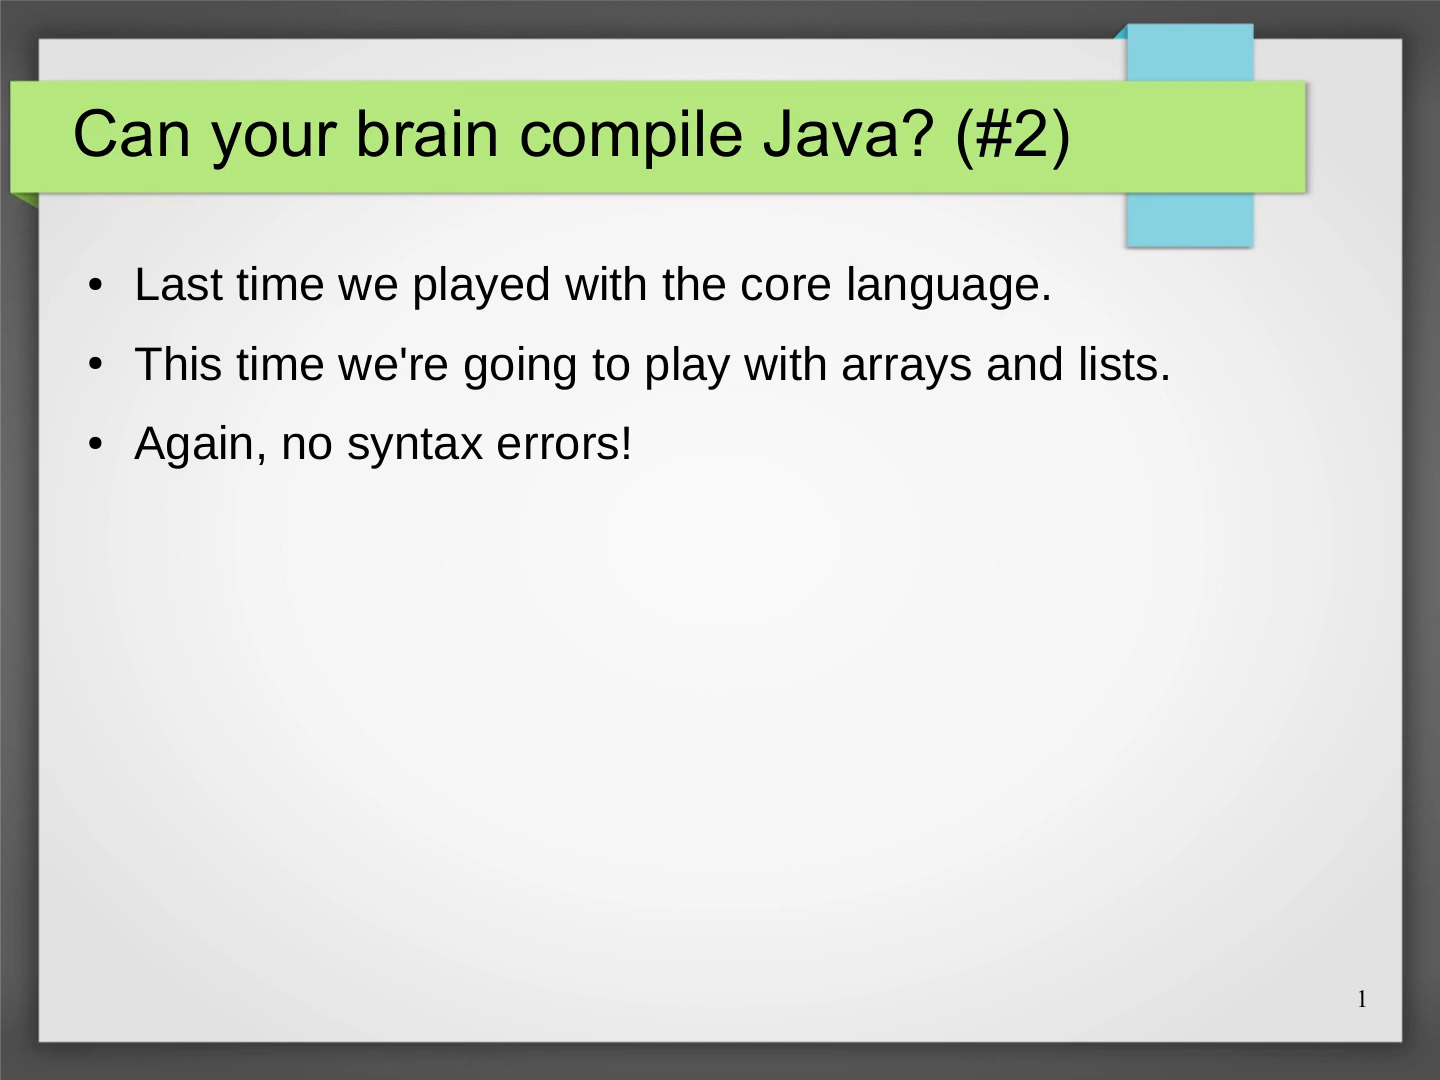 Can your brain compile Java? (#2)
• Last time we played with the core language.
• This time we're going to play with arrays and lists.
• Again, no syntax errors!
1